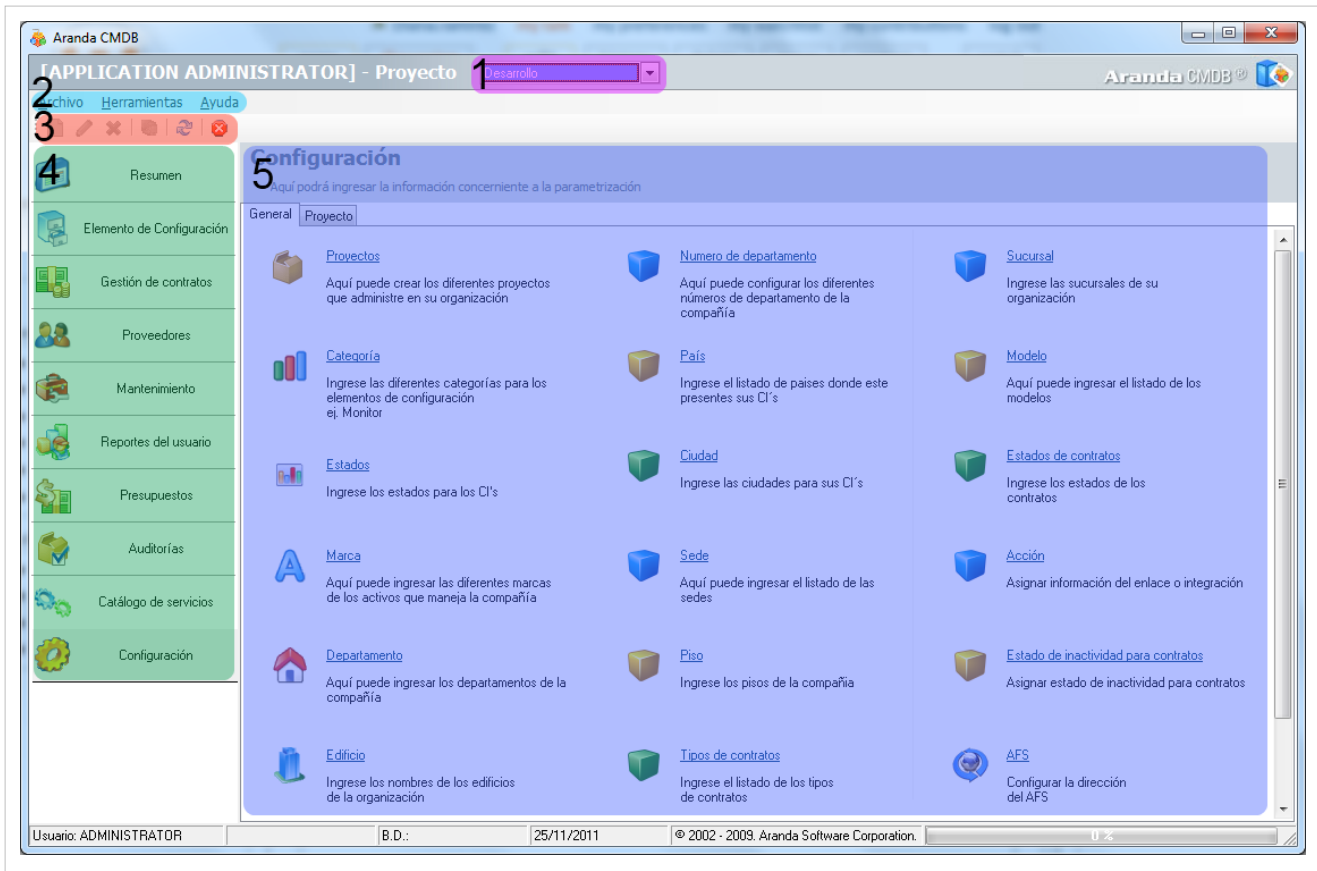 Aranda CMDB
[APPLICATION ADMINISTRATOR] - Proyecto
1
Desarrollo
Aranda CMDB ®
2
Archivo Herramientas Ayuda
3
4
Resumen
Elemento de Configuración
Gestión de contratos
Proveedores
Mantenimiento
Reportes del usuario
Presupuestos
Auditorías
Catálogo de servicios
Configuración
Configuración
5
Aquí podrá ingresar la información concerniente a la parametrización
General Proyecto
Proyectos
Aquí puede crear los diferentes proyectos
que administre en su organización
Numero de departamento
Aquí puede configurar los diferentes
números de departamento de la
compañía
Sucursal
Ingrese las sucursales de su
organización
Categoría
Ingrese las diferentes categorías para los
elementos de configuración
ej. Monitor
País
Ingrese el listado de paises donde este
presentes sus CI´s
Modelo
Aquí puede ingresar el listado de los
modelos
Estados
Ingrese los estados para los CI's
Ciudad
Ingrese las ciudades para sus CI´s
Estados de contratos
Ingrese los estados de los
contratos
Marca
Aquí puede ingresar las diferentes marcas
de los activos que maneja la compañía
Sede
Aquí puede ingresar el listado de las
sedes
Acción
Asignar información del enlace o integración
Departamento
Aquí puede ingresar los departamentos de la
compañía
Piso
Ingrese los pisos de la compañia
Estado de inactividad para contratos
Asignar estado de inactividad para contratos
Edificio
Ingrese los nombres de los edificios
de la organización
Tipos de contratos
Ingrese el listado de los tipos
de contratos
AFS
Configurar la dirección
del AFS
Usuario: ADMINISTRATOR B.D.: 25/11/2011 © 2002 - 2009. Aranda Software Corporation. 0 %